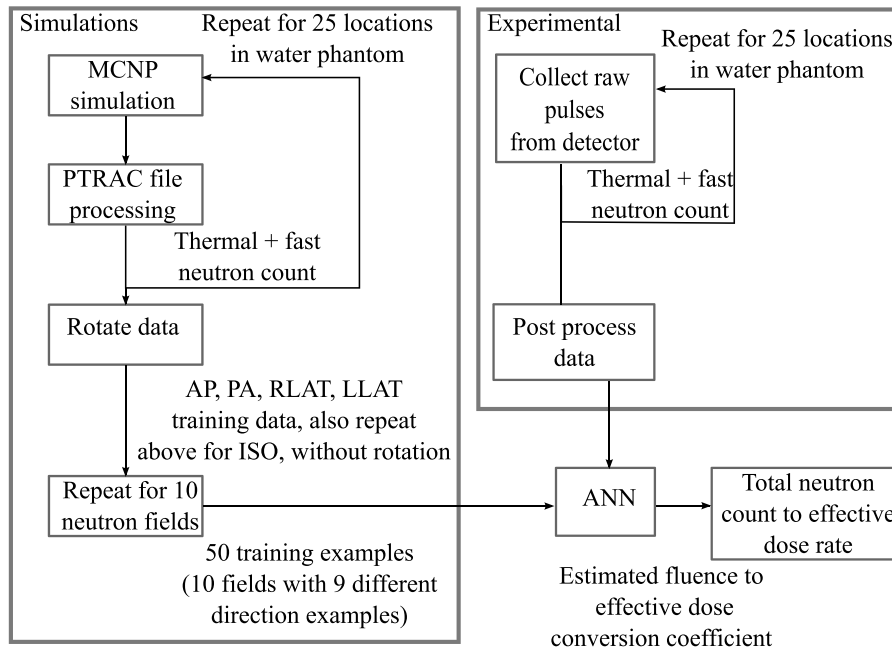 Simulations
Repeat for 25 locations
in water phantom
MCNP
simulation
PTRAC file
processing
Thermal + fast
neutron count
Rotate data
AP, PA, RLAT, LLAT
training data, also repeat
above for ISO, without rotation
Repeat for 10
neutron fields
50 training examples
(10 fields with 9 different
direction examples)
Experimental
Repeat for 25 locations
in water phantom
Collect raw
pulses
from detector
Thermal + fast
neutron count
Post process
data
ANN
Estimated fluence to
effective dose
conversion coefficient
Total neutron
count to effective
dose rate